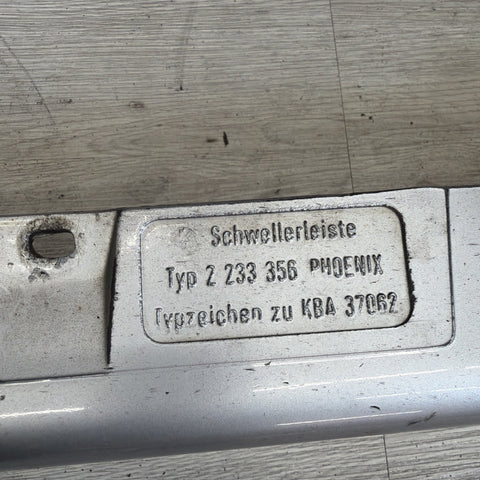 Schwellerleiste
Typ 2 233 356 PHOENIX
Typzeichen zu KBA 37062